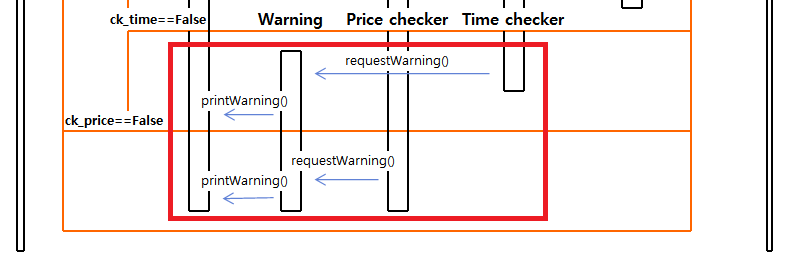 ck_time==False
Warning
Price checker
Time checker
requestWarning()
printWarning()
ck_price==False
requestWarning()
printWarning()